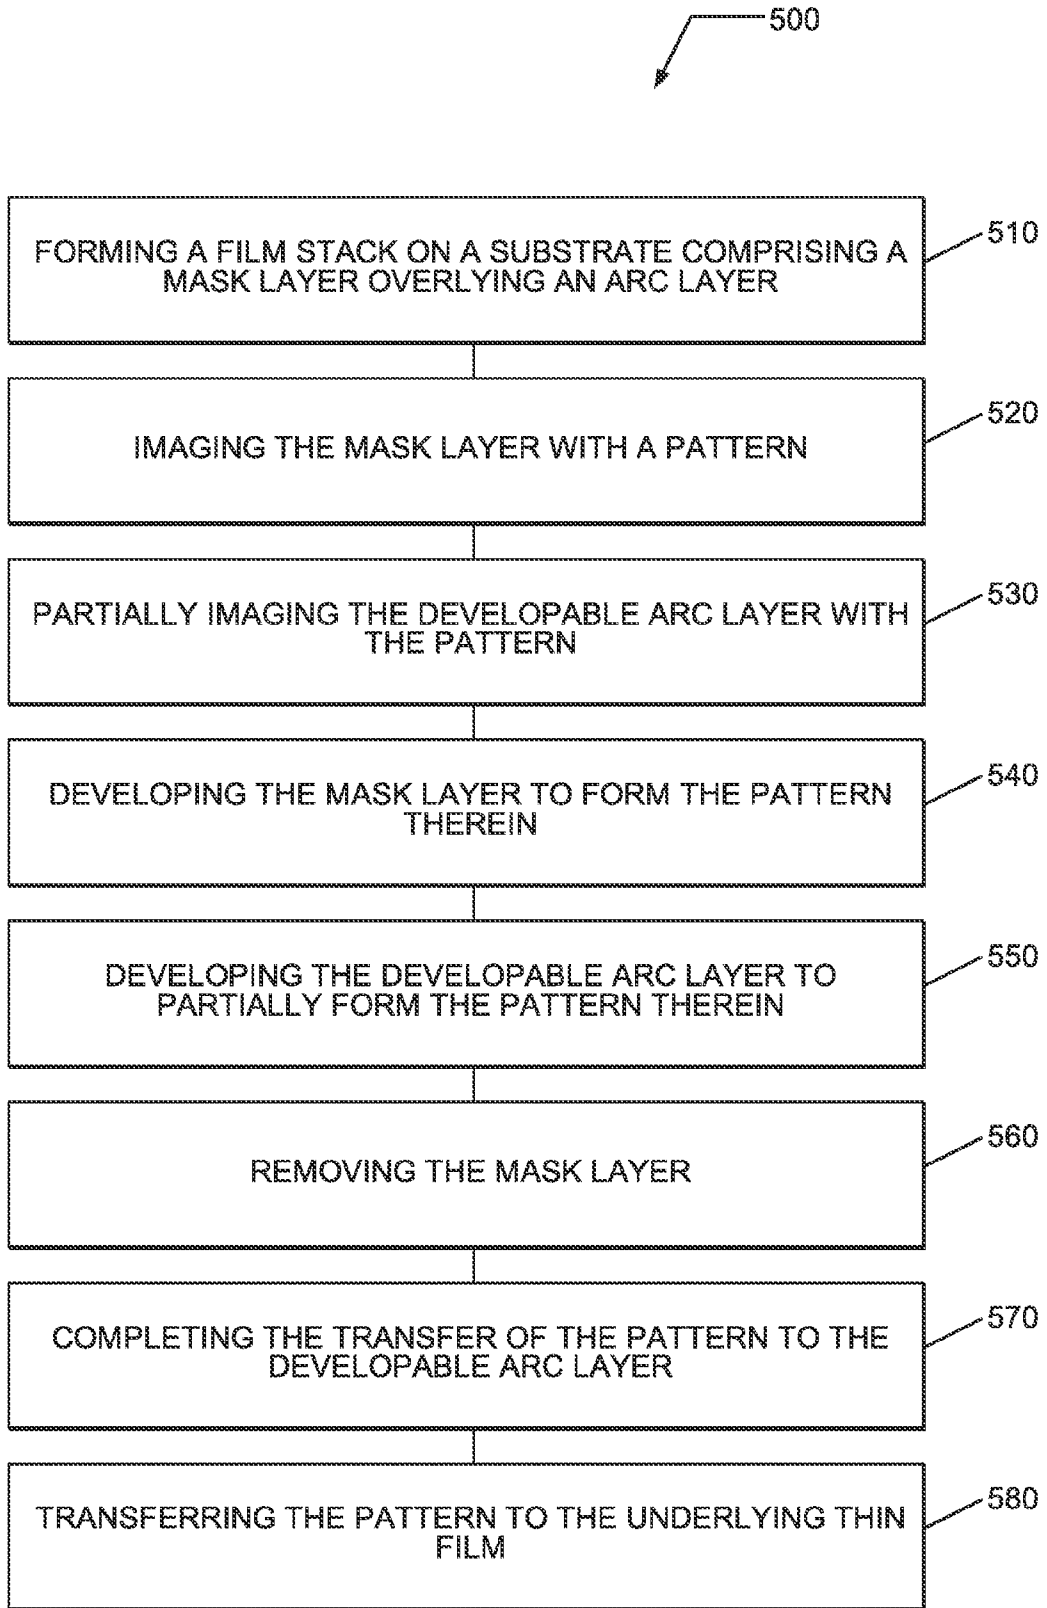 500
FORMING A FILM STACK ON A SUBSTRATE COMPRISING A
MASK LAYER OVERLYING AN ARC LAYER
510
IMAGING THE MASK LAYER WITH A PATTERN
520
PARTIALLY IMAGING THE DEVELOPABLE ARC LAYER WITH
THE PATTERN
530
DEVELOPING THE MASK LAYER TO FORM THE PATTERN
THEREIN
540
DEVELOPING THE DEVELOPABLE ARC LAYER TO
PARTIALLY FORM THE PATTERN THEREIN
550
REMOVING THE MASK LAYER
560
COMPLETING THE TRANSFER OF THE PATTERN TO THE
DEVELOPABLE ARC LAYER
570
TRANSFERRING THE PATTERN TO THE UNDERLYING THIN
FILM
580